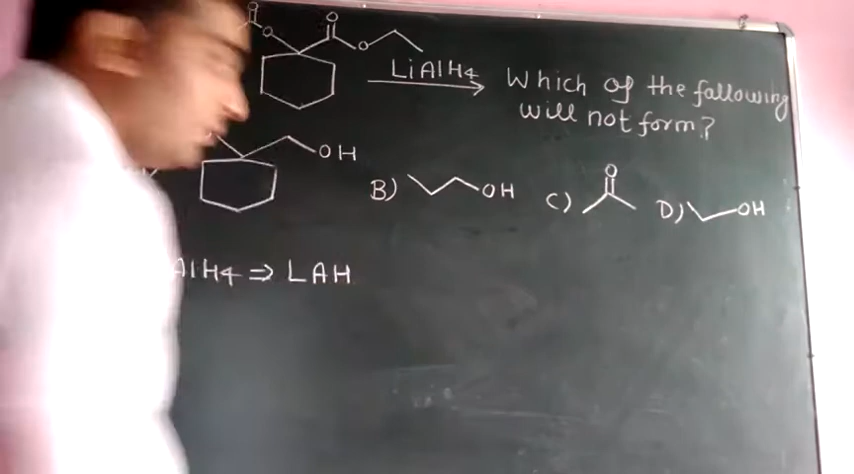 O
O
O
O
LiAlH4
Which of the fallowing
will not form?
OH
B)
OH
C)
O
D)
OH
AlH4 ⇒ LAH